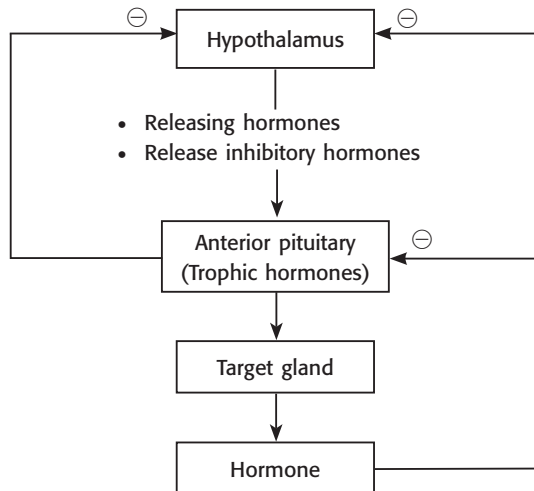 ⊖
⊖
Hypothalamus
• Releasing hormones
• Release inhibitory hormones
Anterior pituitary
(Trophic hormones)
⊖
Target gland
Hormone